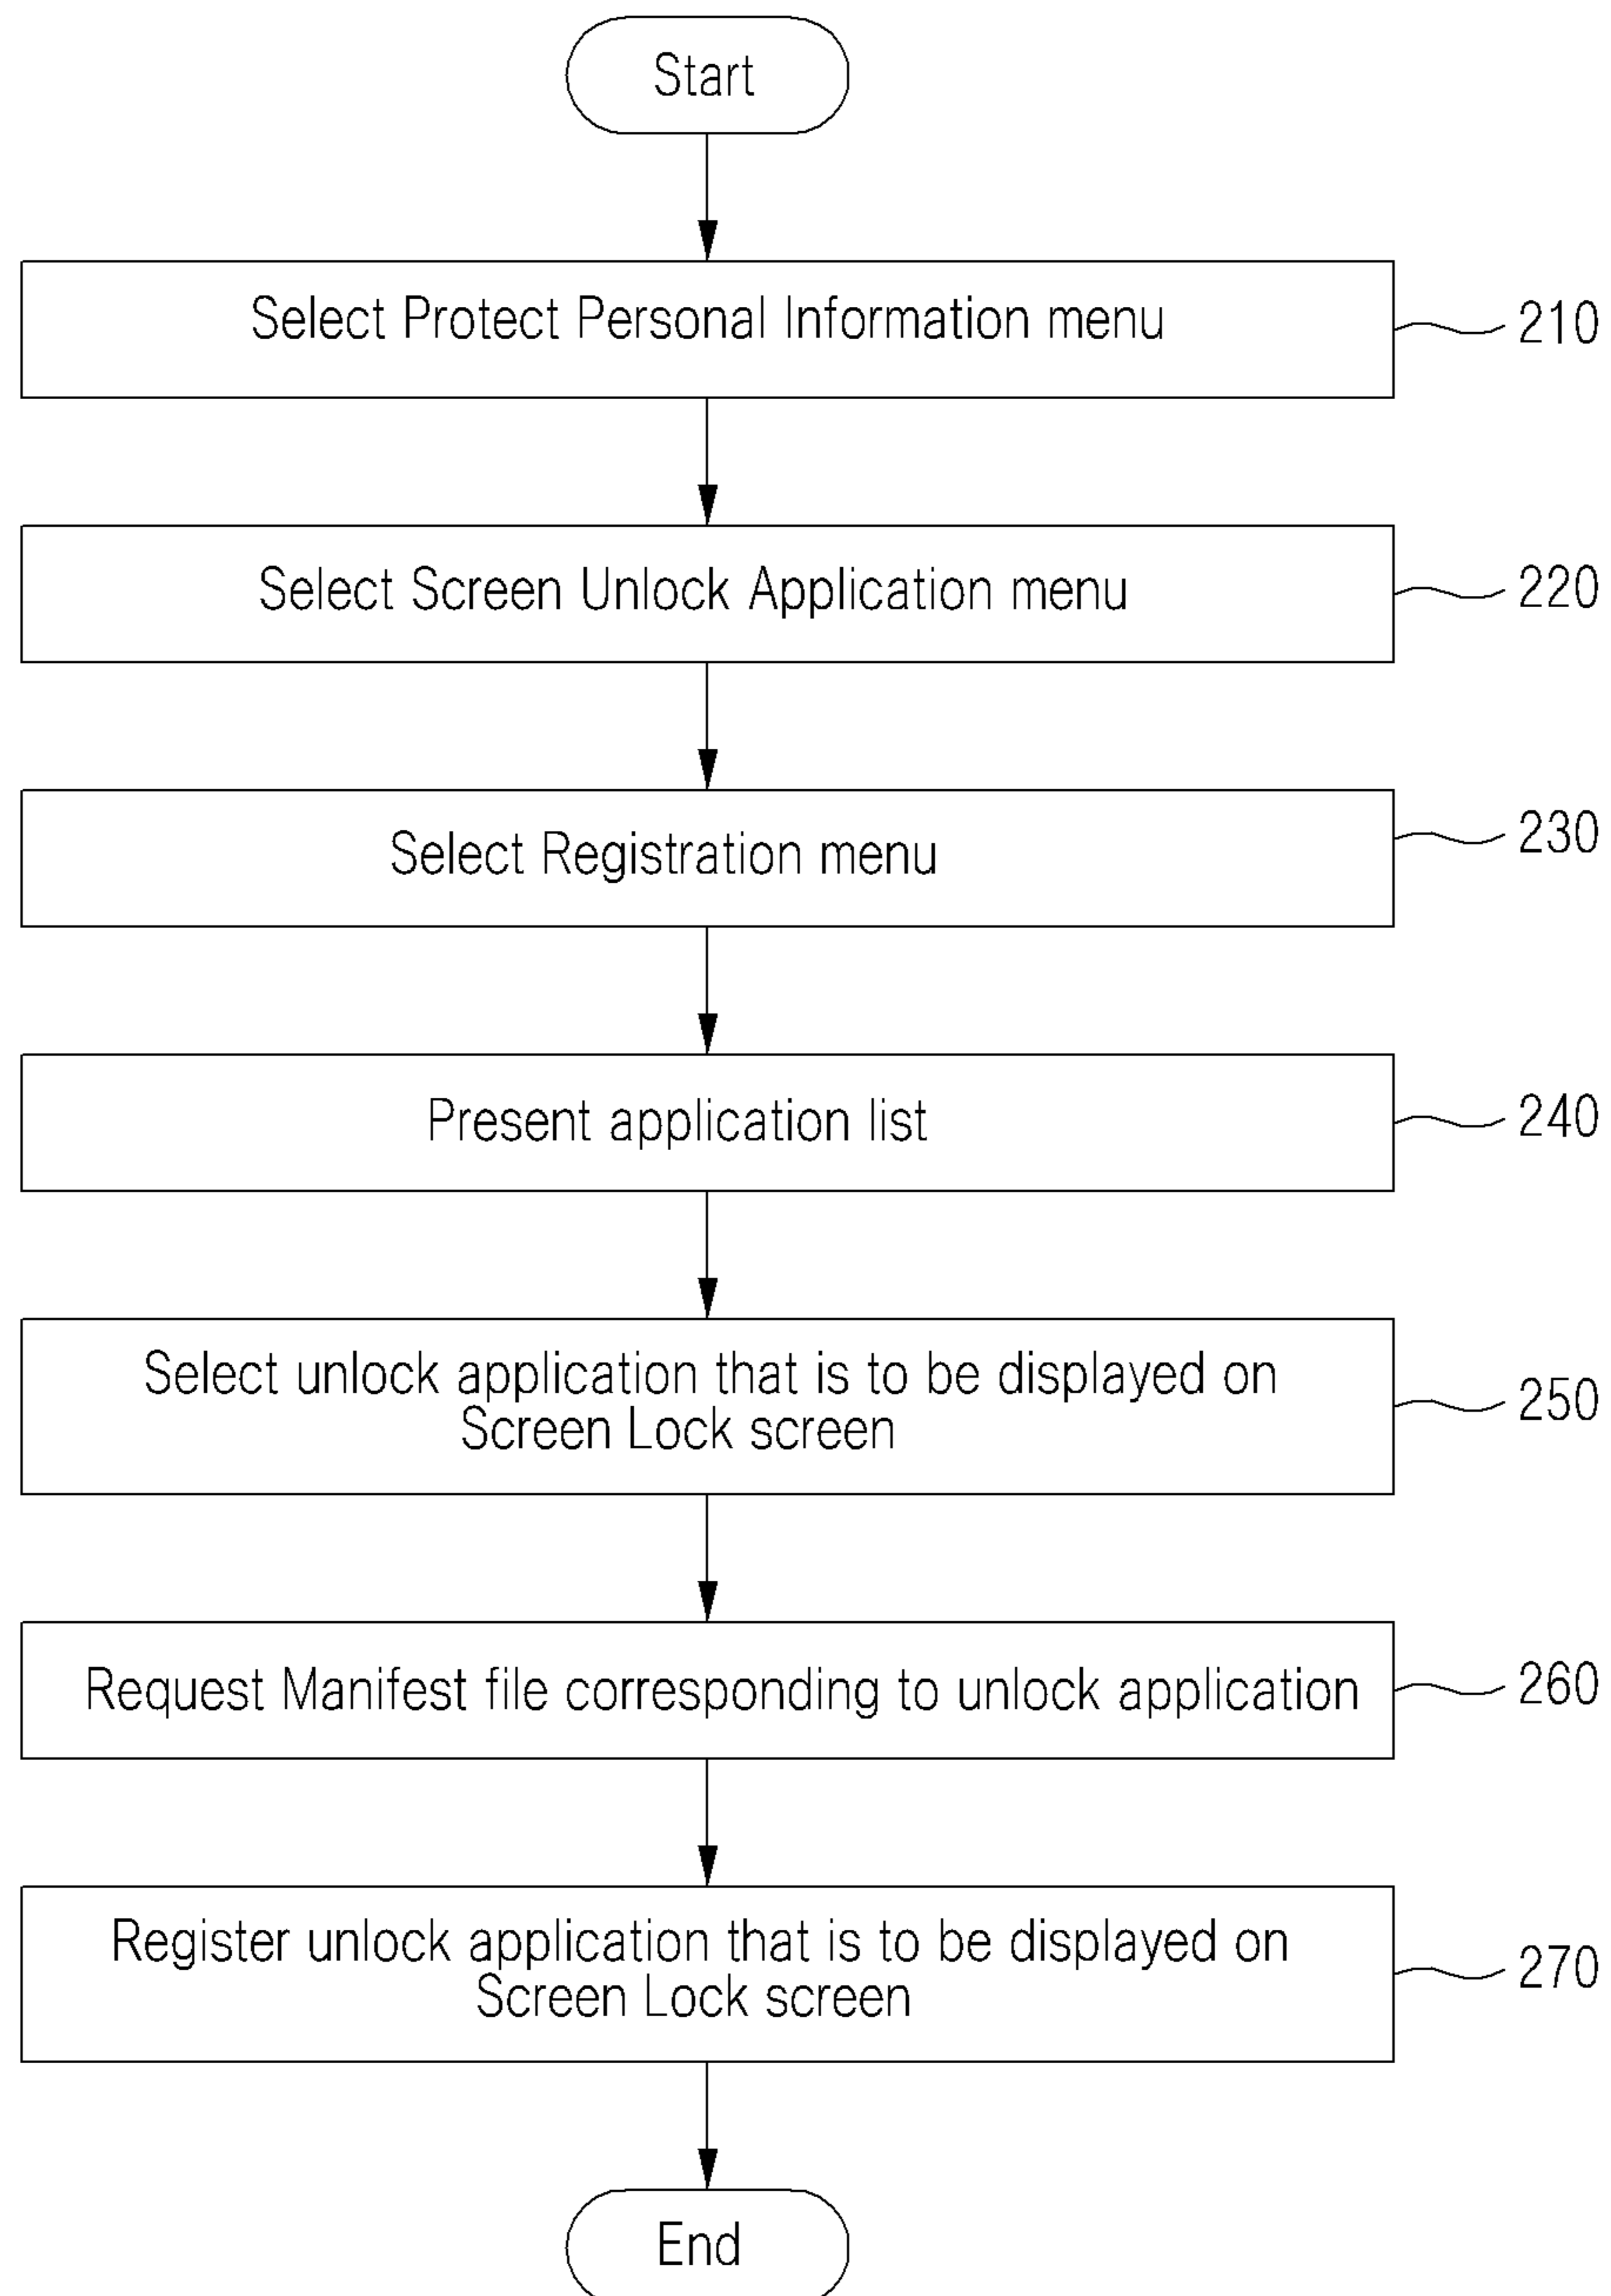 Start
Select Protect Personal Information menu
210
Select Screen Unlock Application menu
220
Select Registration menu
230
Present application list
240
Select unlock application that is to be displayed on
Screen Lock screen
250
Request Manifest file corresponding to unlock application
260
Register unlock application that is to be displayed on
Screen Lock screen
270
End